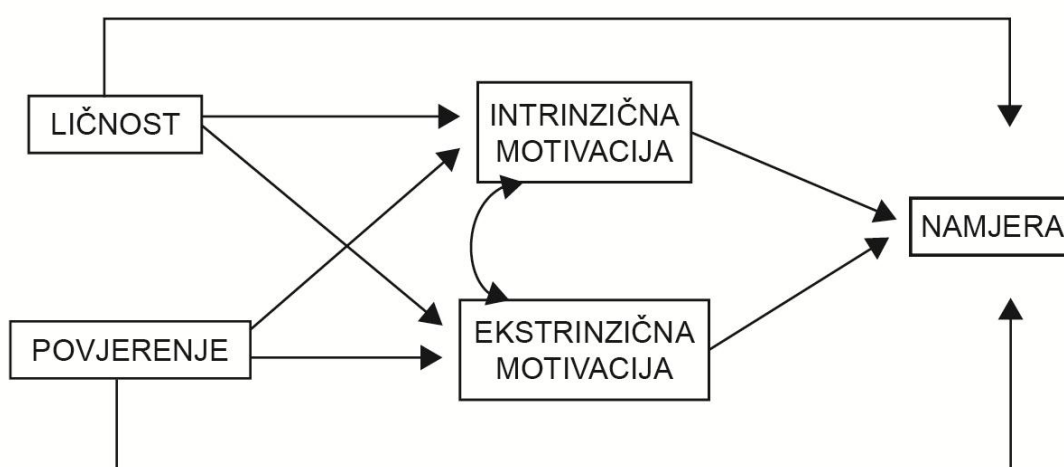 LIČNOST
INTRINZIČNA
MOTIVACIJA
NAMJERA
POVJERENJE
EKSTRINZIČNA
MOTIVACIJA